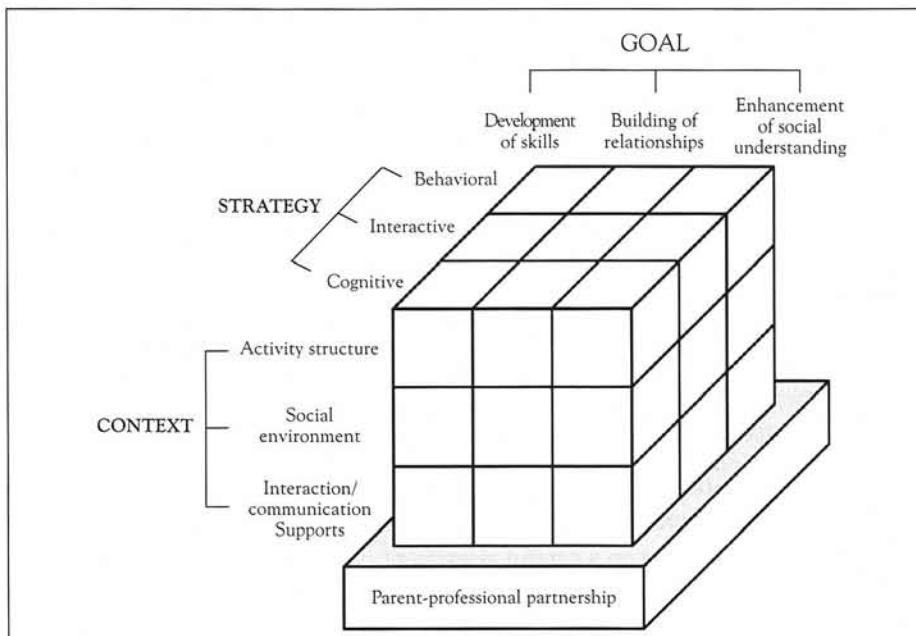 GOAL
Development
of skills
Building of
relationships
Enhancement
of social
understanding
STRATEGY
Behavioral
Interactive
Cognitive
CONTEXT
Activity structure
Social
environment
Interaction/
communication
Supports
Parent-professional partnership